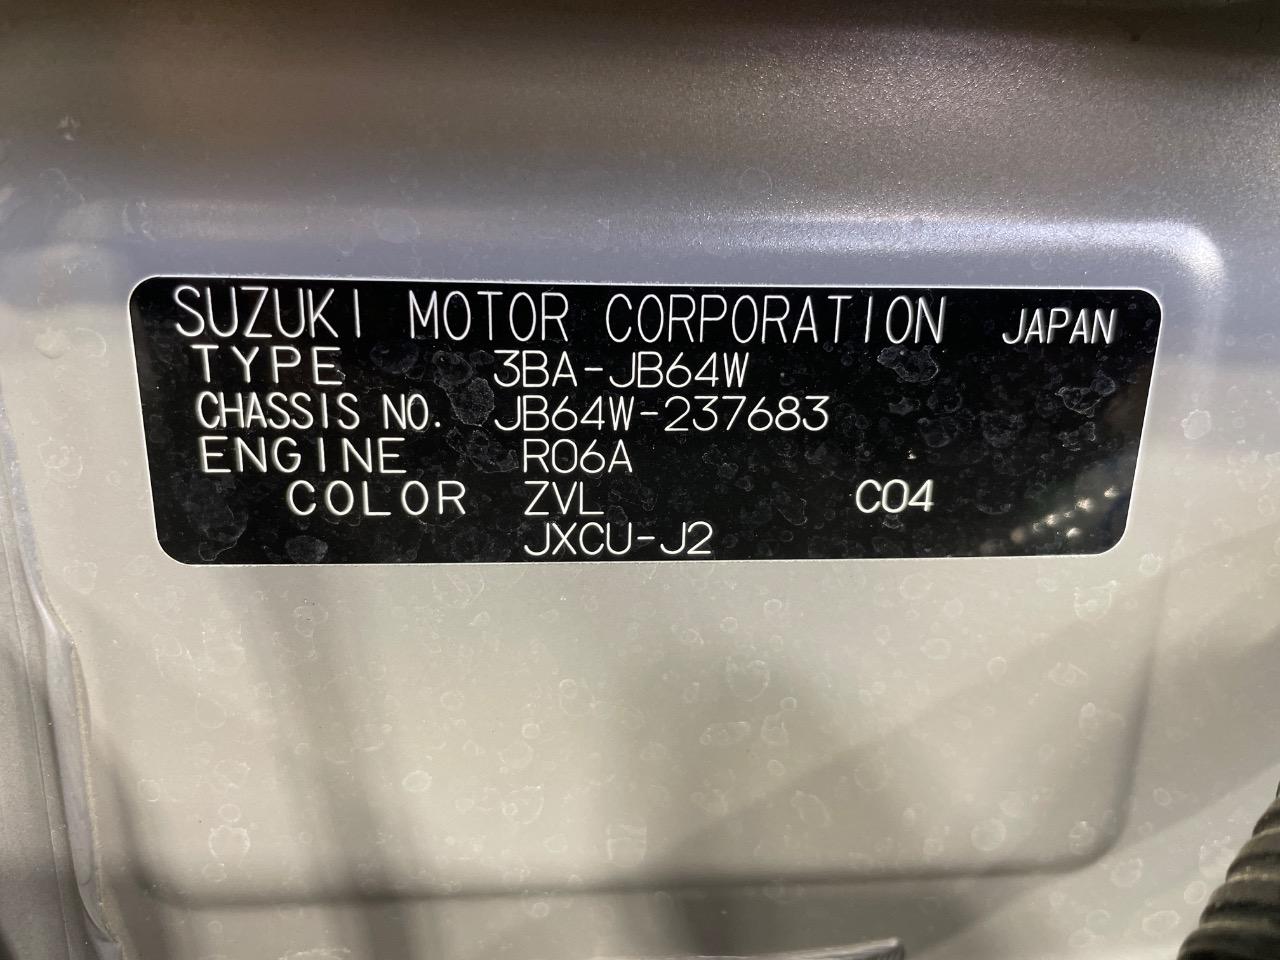 SUZUKI MOTOR CORPORATION JAPAN
TYPE 3BA-JB64W
CHASSIS NO. JB64W-237683
ENGINE R06A
COLOR ZVL C04
JXCU-J2